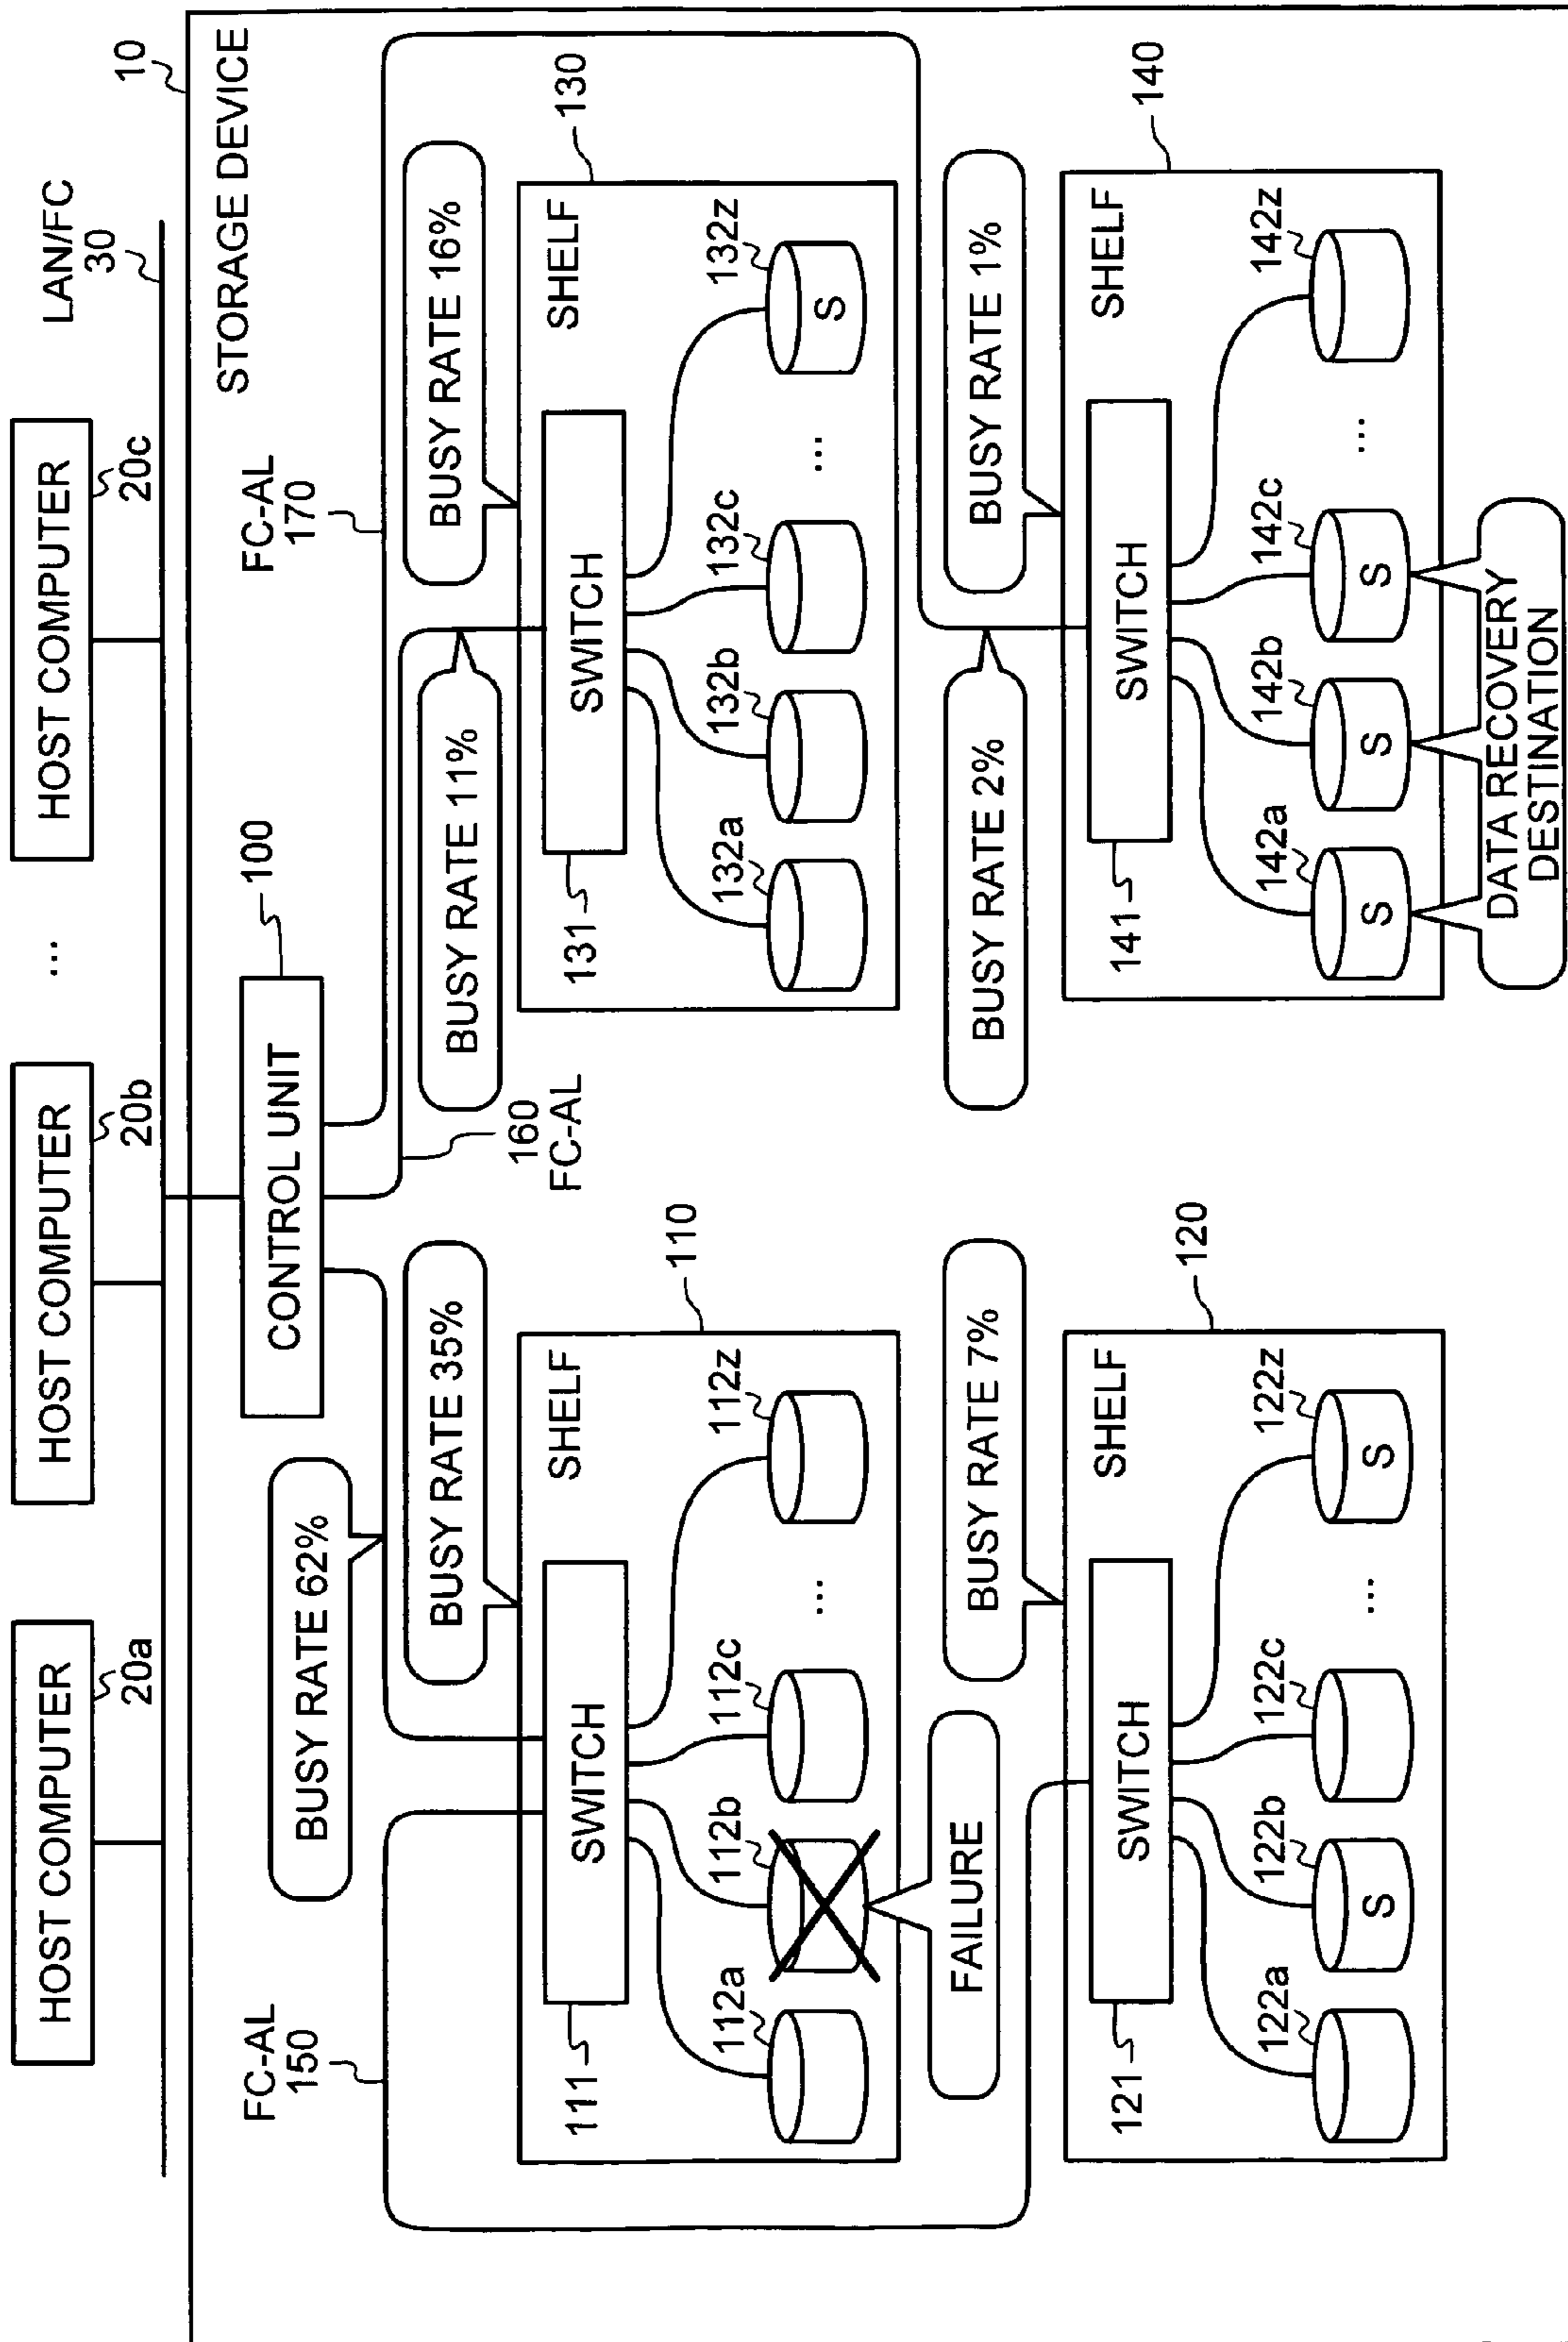 HOST COMPUTER
20a
HOST COMPUTER
20b
...
HOST COMPUTER
20c
LAN/FC
30
10
STORAGE DEVICE
CONTROL UNIT
100
FC-AL
150
BUSY RATE 62%
BUSY RATE 35%
110
SHELF
SWITCH
111
112a
112b
112c
...
112z
FAILURE
BUSY RATE 7%
120
SHELF
SWITCH
121
122a
122b
S
122c
...
122z
S
FC-AL
170
160
FC-AL
BUSY RATE 11%
BUSY RATE 16%
130
SHELF
SWITCH
131
132a
132b
132c
...
132z
S
BUSY RATE 2%
BUSY RATE 1%
140
SHELF
SWITCH
141
142a
S
142b
S
142c
S
...
142z
DATA RECOVERY
DESTINATION